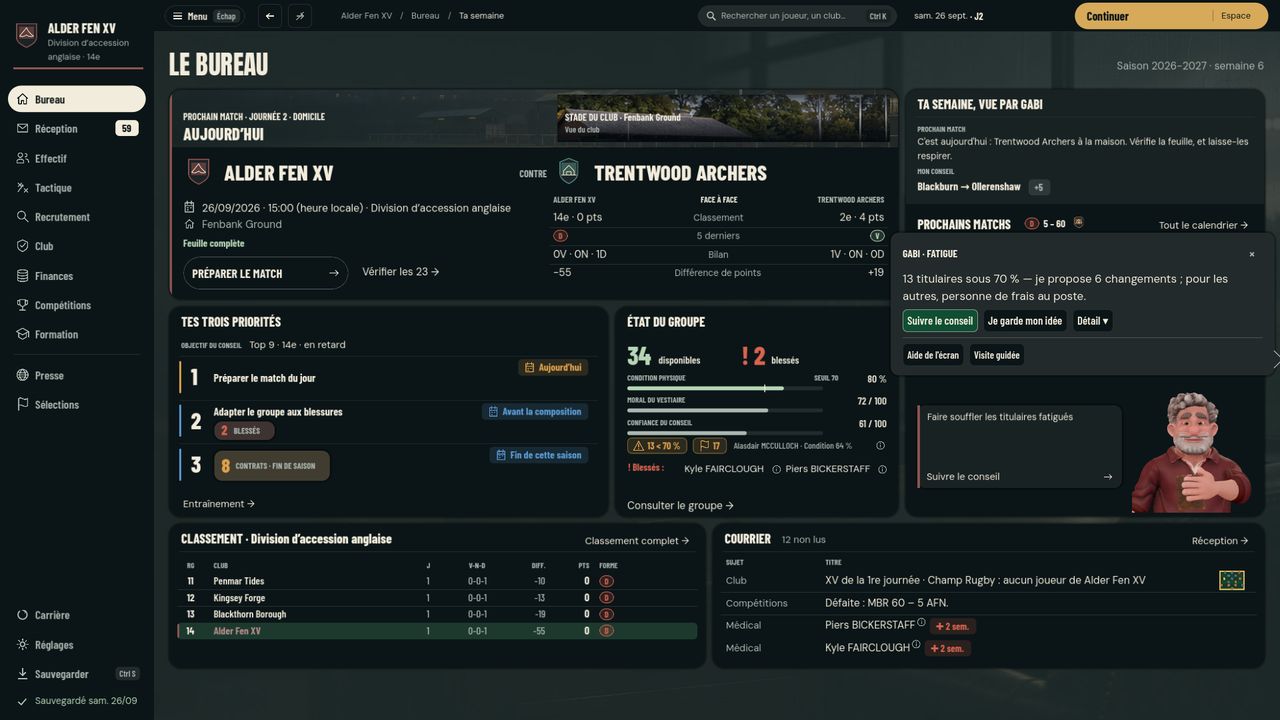 ALDER FEN XV
Division d'accession
anglaise · 14e
Bureau
Réception 59
Effectif
Tactique
Recrutement
Club
Finances
Compétitions
Formation
Presse
Sélections
Carrière
Réglages
Sauvegarder Ctrl S
Sauvegardé sam. 26/09
Menu Échap
Alder Fen XV / Bureau / Ta semaine
Rechercher un joueur, un club... Ctrl K
sam. 26 sept. · J2
Continuer Espace
LE BUREAU
Saison 2026-2027 · semaine 6
PROCHAIN MATCH · JOURNÉE 2 · DOMICILE
AUJOURD'HUI
STADE DU CLUB · Fenbank Ground
Vue du club
ALDER FEN XV
CONTRE
TRENTWOOD ARCHERS
26/09/2026 · 15:00 (heure locale) · Division d'accession anglaise
Fenbank Ground
Feuille complète
PRÉPARER LE MATCH →
Vérifier les 23 →
ALDER FEN XV FACE À FACE TRENTWOOD ARCHERS
14e · 0 pts Classement 2e · 4 pts
D 5 derniers V
0V · 0N · 1D Bilan 1V · 0N · 0D
-55 Différence de points +19
TA SEMAINE, VUE PAR GABI
PROCHAIN MATCH
C'est aujourd'hui : Trentwood Archers à la maison. Vérifie la feuille, et laisse-les
respirer.
MON CONSEIL
Blackburn → Ollerenshaw +5
PROCHAINS MATCHS D 5 - 60
Tout le calendrier →
GABI · FATIGUE ×
13 titulaires sous 70 % — je propose 6 changements ; pour les
autres, personne de frais au poste.
Suivre le conseil
Je garde mon idée
Détail ▾
Aide de l'écran
Visite guidée
Faire souffler les titulaires fatigués
Suivre le conseil →
TES TROIS PRIORITÉS
OBJECTIF DU CONSEIL Top 9 · 14e · en retard
1 Préparer le match du jour Aujourd'hui
2 Adapter le groupe aux blessures Avant la composition
2 BLESSÉS
3 8 CONTRATS · FIN DE SAISON Fin de cette saison
Entraînement →
ÉTAT DU GROUPE
34 disponibles ! 2 blessés
CONDITION PHYSIQUE SEUIL 70 80 %
MORAL DU VESTIAIRE 72 / 100
CONFIANCE DU CONSEIL 61 / 100
13 < 70 % 17 Alasdair MCCULLOCH · Condition 64 %
! Blessés : Kyle FAIRCLOUGH Piers BICKERSTAFF
Consulter le groupe →
CLASSEMENT · Division d'accession anglaise
Classement complet →
RG CLUB J V-N-D DIFF. PTS FORME
11 Penmar Tides 1 0-0-1 -10 0 D
12 Kingsey Forge 1 0-0-1 -13 0 D
13 Blackthorn Borough 1 0-0-1 -19 0 D
14 Alder Fen XV 1 0-0-1 -55 0 D
COURRIER 12 non lus
Réception →
SUJET TITRE
Club XV de la 1re journée · Champ Rugby : aucun joueur de Alder Fen XV
Compétitions Défaite : MBR 60 – 5 AFN.
Médical Piers BICKERSTAFF + 2 sem.
Médical Kyle FAIRCLOUGH + 2 sem.